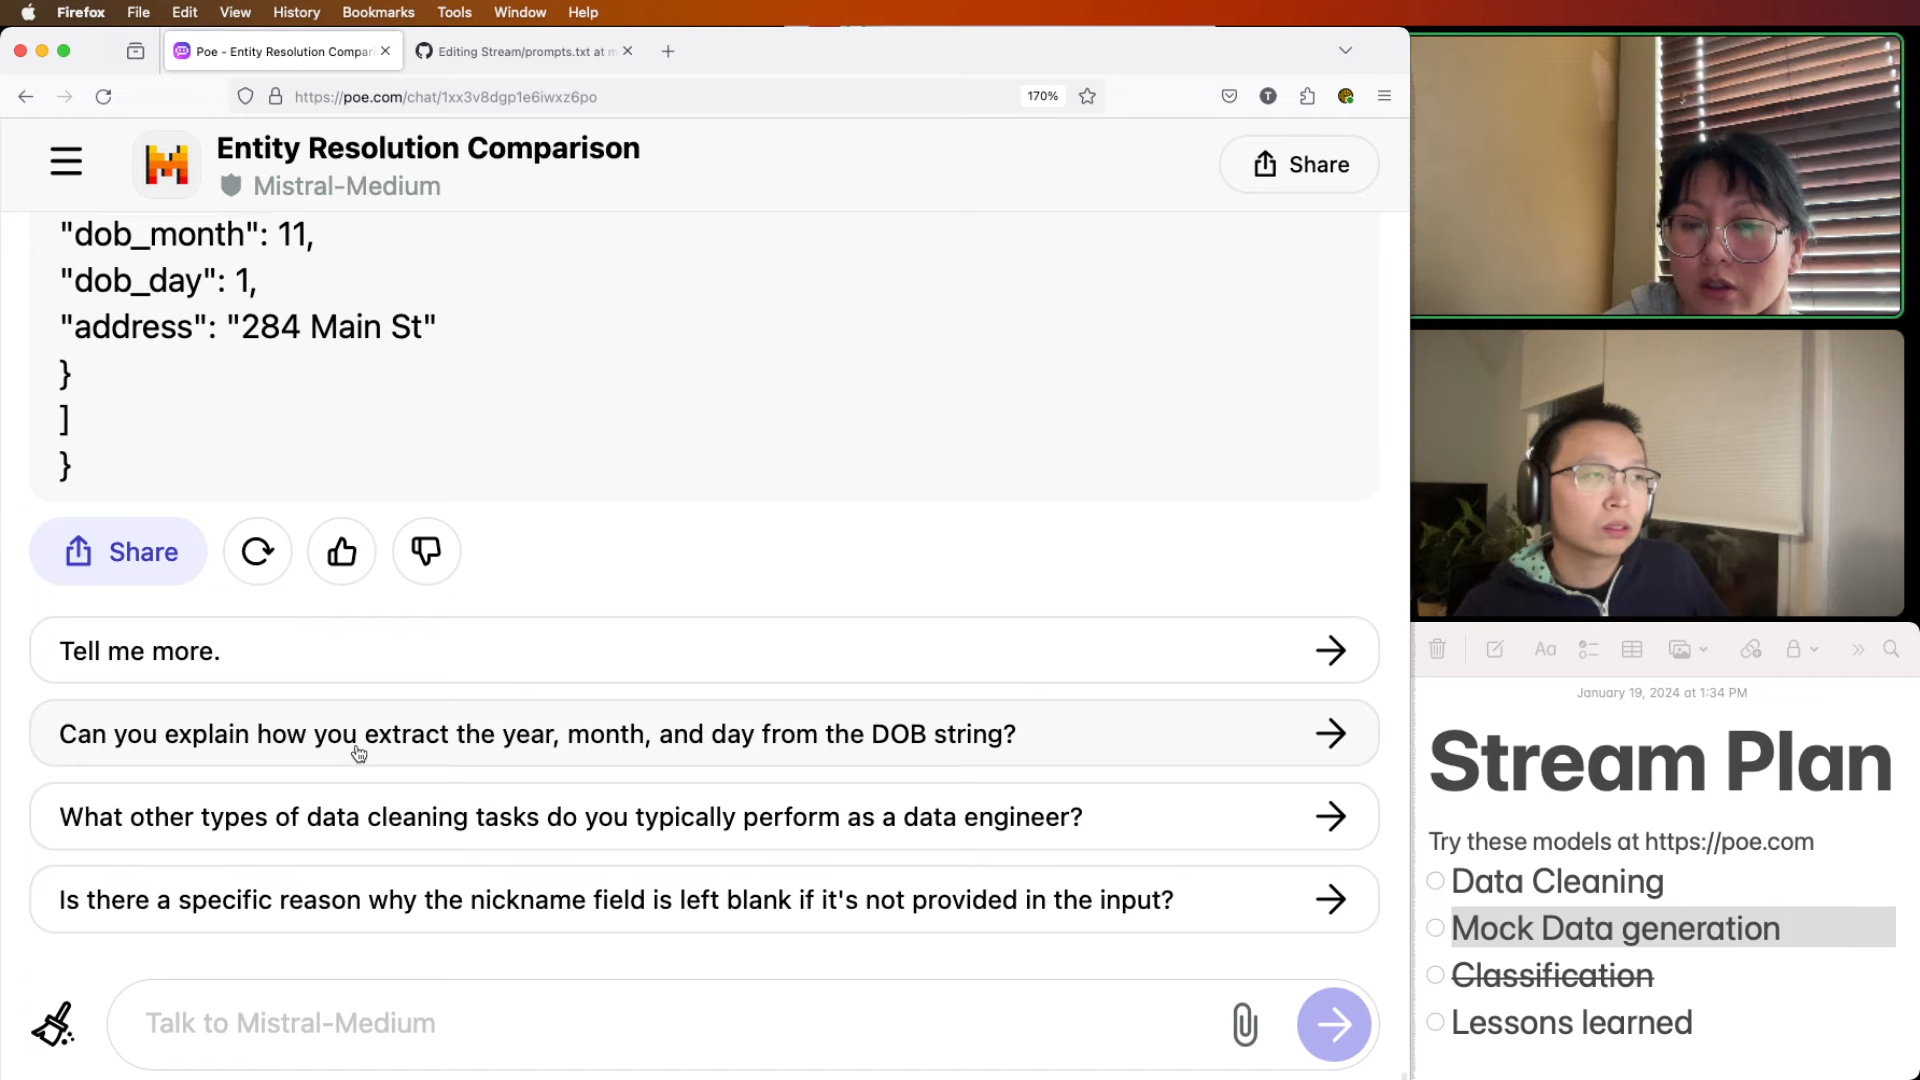 Firefox File Edit View History Bookmarks Tools Window Help
Poe - Entity Resolution Compari
Editing Stream/prompts.txt at m
https://poe.com/chat/1xx3v8dgp1e6iwxz6po
170%
T
Entity Resolution Comparison
Mistral-Medium
Share
"dob_month": 11,
"dob_day": 1,
"address": "284 Main St"
}
]
}
Share
Tell me more.
Can you explain how you extract the year, month, and day from the DOB string?
What other types of data cleaning tasks do you typically perform as a data engineer?
Is there a specific reason why the nickname field is left blank if it's not provided in the input?
Talk to Mistral-Medium
Aa
January 19, 2024 at 1:34 PM
Stream Plan
Try these models at https://poe.com
Data Cleaning
Mock Data generation
Classification
Lessons learned